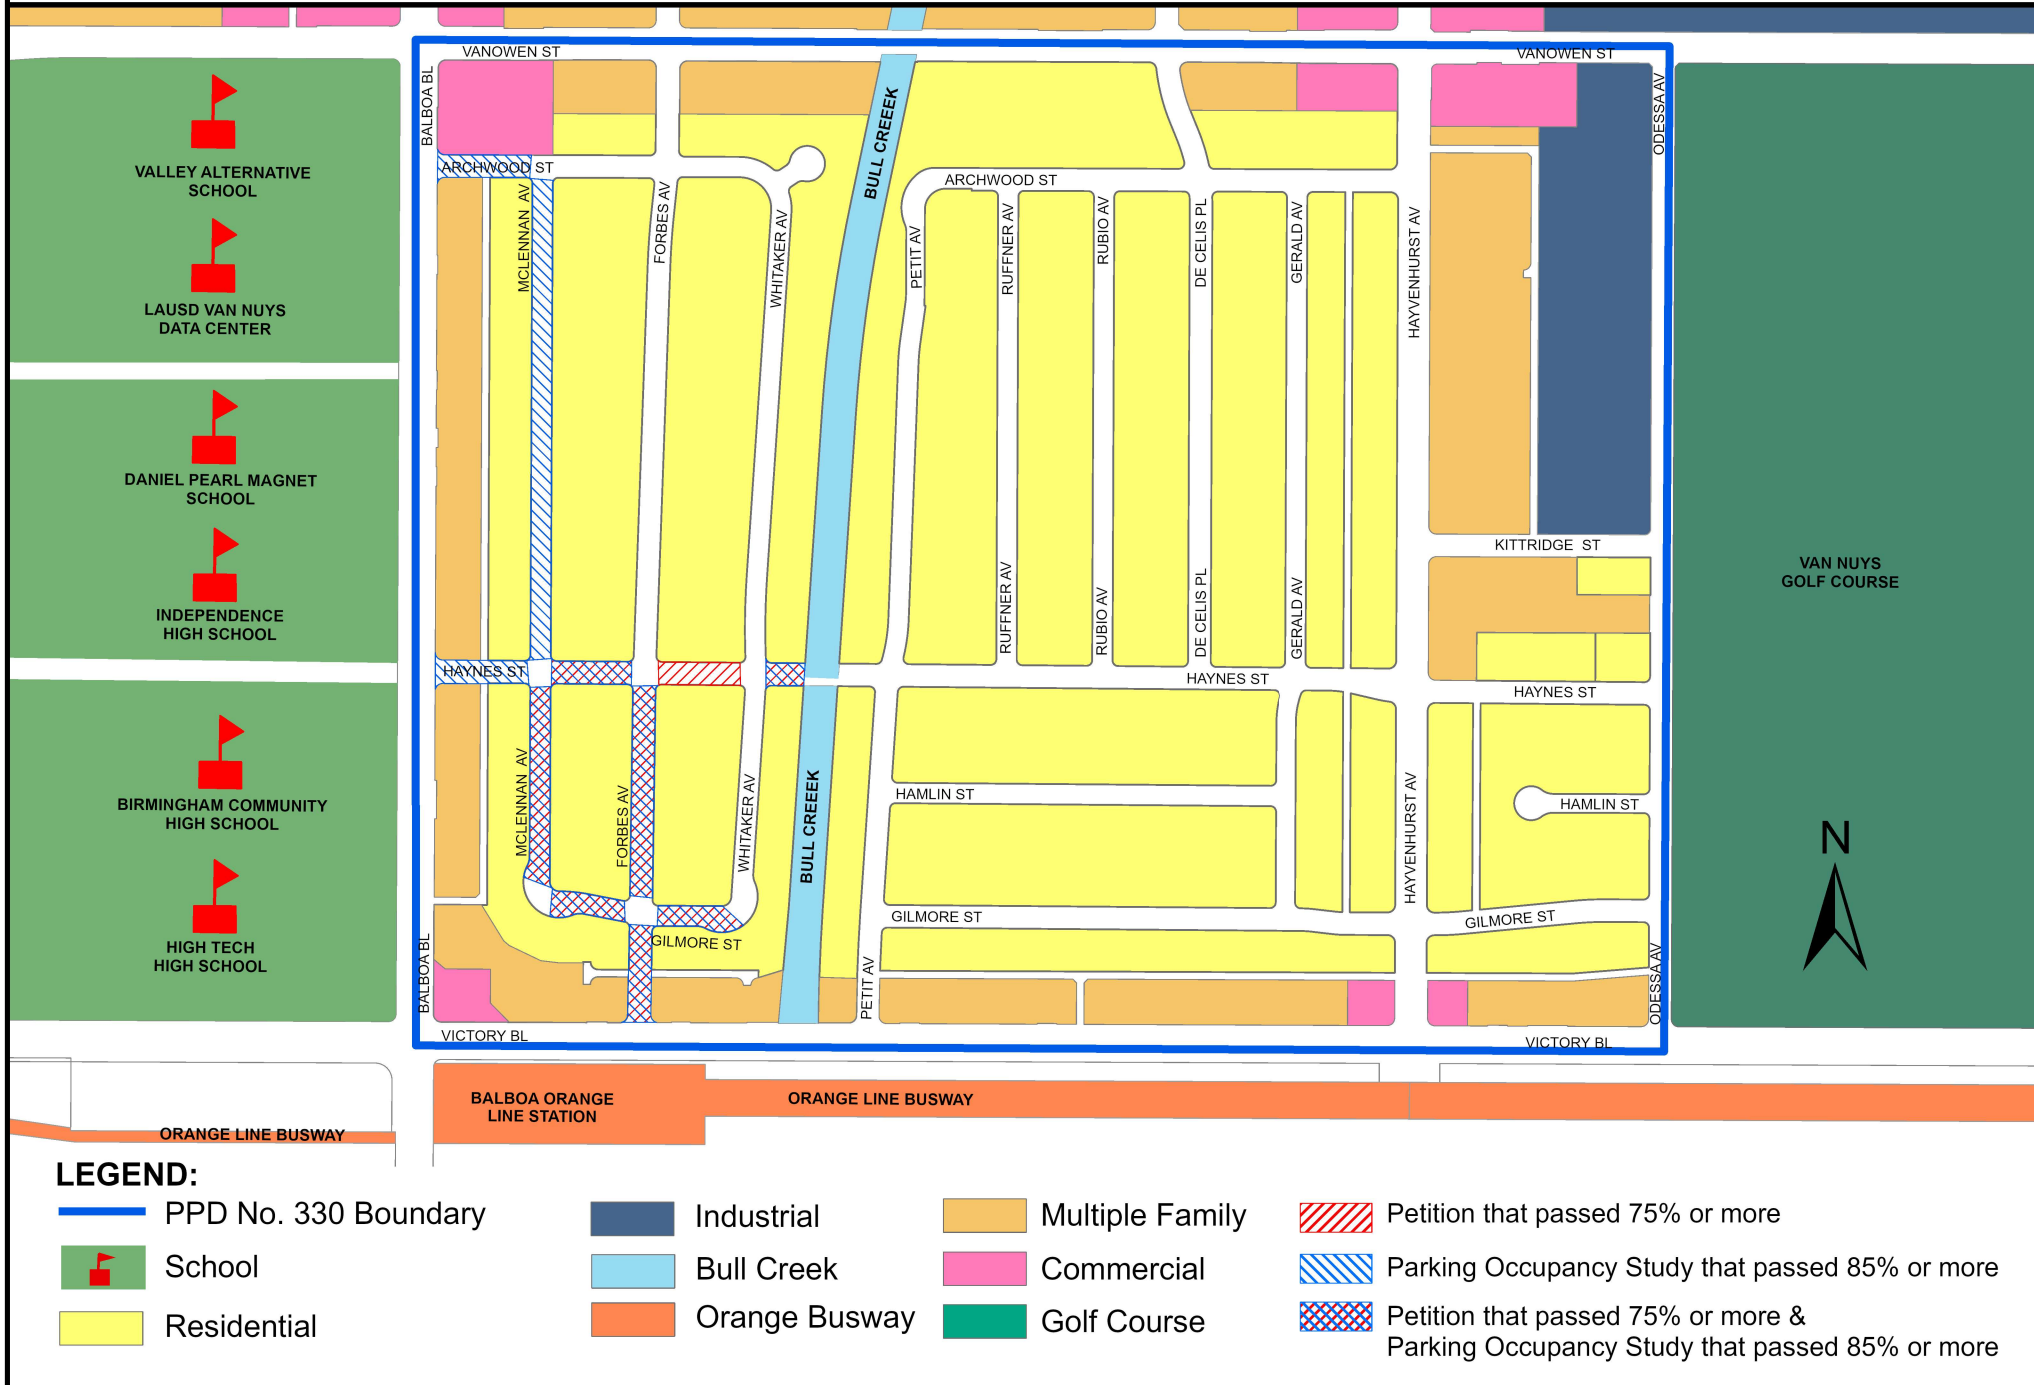 VANOWEN ST
VANOWEN ST
BALBOA BL
ODESSA AV
BULL CREEEK
VALLEY ALTERNATIVE
SCHOOL
ARCHWOOD ST
ARCHWOOD ST
MCLENNAN AV
FORBES AV
WHITAKER AV
PETIT AV
RUFFNER AV
RUBIO AV
DE CELIS PL
GERALD AV
HAYVENHURST AV
LAUSD VAN NUYS
DATA CENTER
DANIEL PEARL MAGNET
SCHOOL
INDEPENDENCE
HIGH SCHOOL
RUFFNER AV
RUBIO AV
DE CELIS PL
GERALD AV
KITTRIDGE ST
VAN NUYS
GOLF COURSE
HAYNES ST
HAYNES ST
HAYNES ST
BIRMINGHAM COMMUNITY
HIGH SCHOOL
MCLENNAN AV
FORBES AV
WHITAKER AV
BULL CREEEK
HAMLIN ST
HAYVENHURST AV
HAMLIN ST
N
HIGH TECH
HIGH SCHOOL
GILMORE ST
GILMORE ST
GILMORE ST
BALBOA BL
PETIT AV
ODESSA AV
VICTORY BL
VICTORY BL
BALBOA ORANGE
LINE STATION
ORANGE LINE BUSWAY
ORANGE LINE BUSWAY
LEGEND:
PPD No. 330 Boundary
School
Residential
Industrial
Bull Creek
Orange Busway
Multiple Family
Commercial
Golf Course
Petition that passed 75% or more
Parking Occupancy Study that passed 85% or more
Petition that passed 75% or more &
Parking Occupancy Study that passed 85% or more